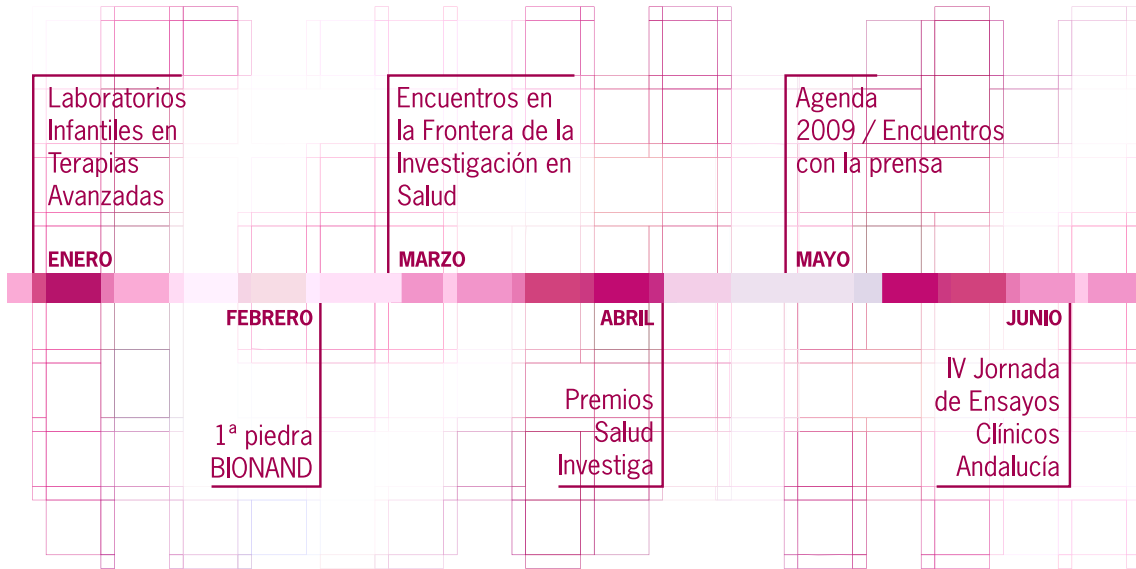 Laboratorios
Infantiles en
Terapias
Avanzadas
ENERO
FEBRERO
1ª piedra
BIONAND
Encuentros en
la Frontera de la
Investigación en
Salud
MARZO
ABRIL
Premios
Salud
Investiga
Agenda
2009 / Encuentros
con la prensa
MAYO
JUNIO
IV Jornada
de Ensayos
Clínicos
Andalucía